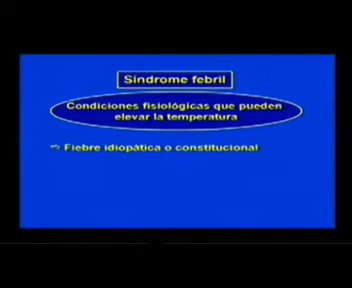 Síndrome febril
Condiciones fisiológicas que pueden
elevar la temperatura
⇨ Fiebre idiopática o constitucional